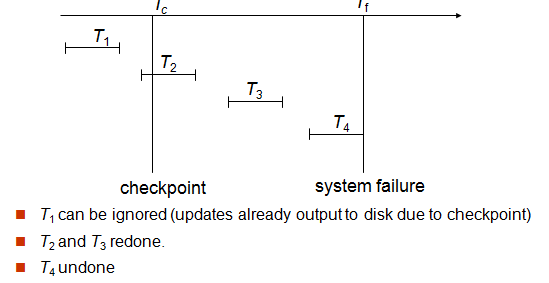 Tc Tf
T1
T2
T3
T4
checkpoint system failure
T1 can be ignored (updates already output to disk due to checkpoint)
T2 and T3 redone.
T4 undone